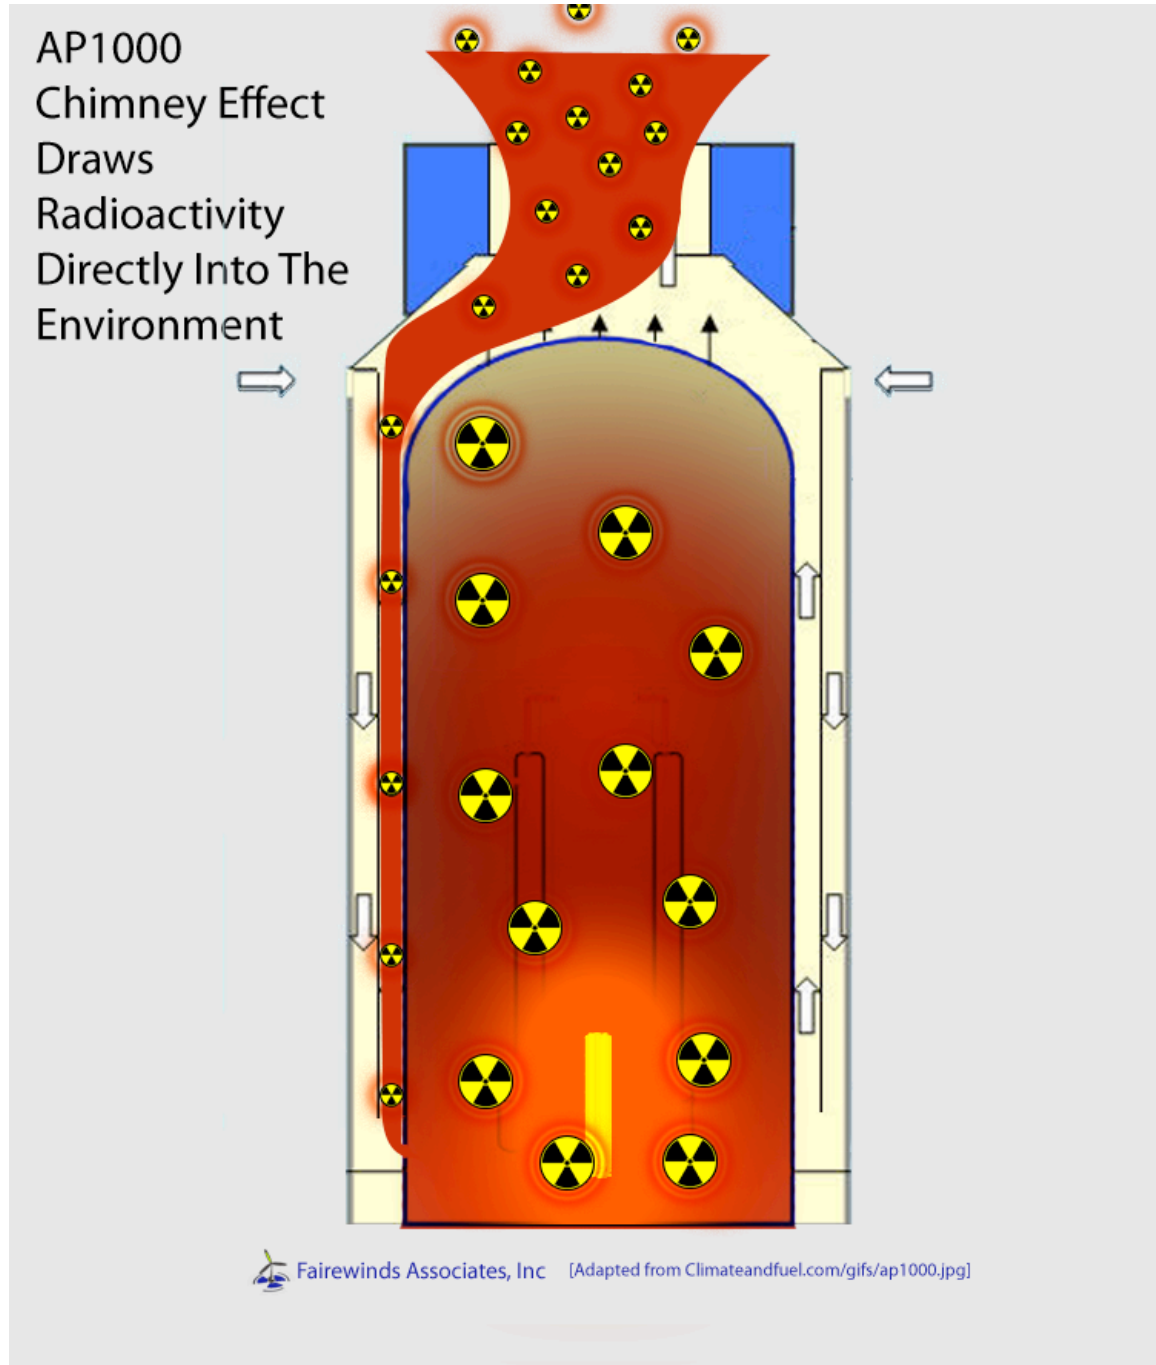 AP1000
Chimney Effect
Draws
Radioactivity
Directly Into The
Environment
Fairewinds Associates, Inc [Adapted from Climateandfuel.com/gifs/ap1000.jpg]